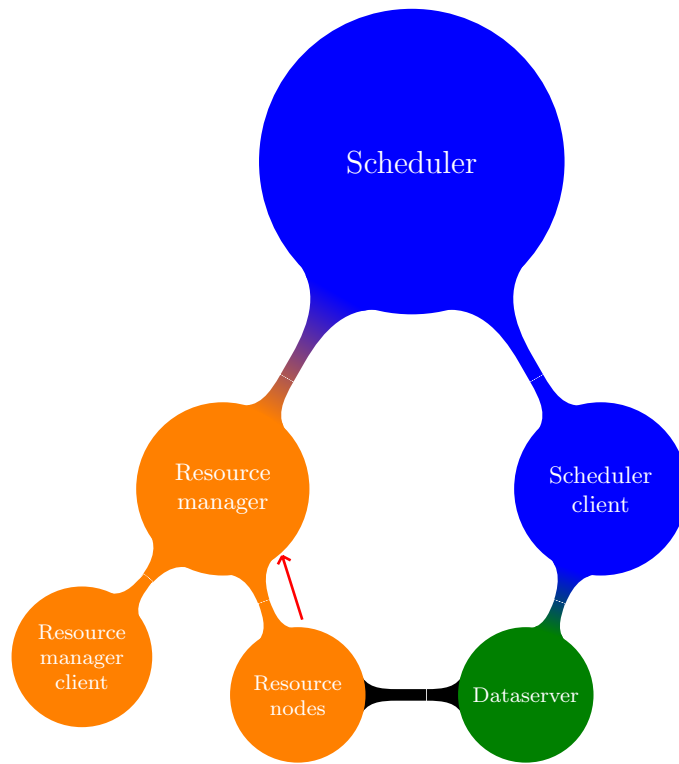 Scheduler
Resource
manager
Scheduler
client
Resource
manager
client
Resource
nodes
Dataserver